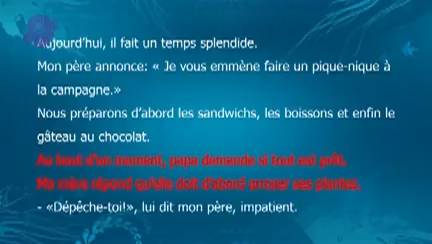 Aujourd'hui, il fait un temps splendide.
Mon père annonce: « Je vous emmène faire un pique-nique à
la campagne.»
Nous préparons d'abord les sandwichs, les boissons et enfin le
gâteau au chocolat.
Au bout d'un moment, papa demande si tout est prêt.
Ma mère répond qu'elle doit d'abord arroser ses plantes.
- «Dépêche-toi!», lui dit mon père, impatient.